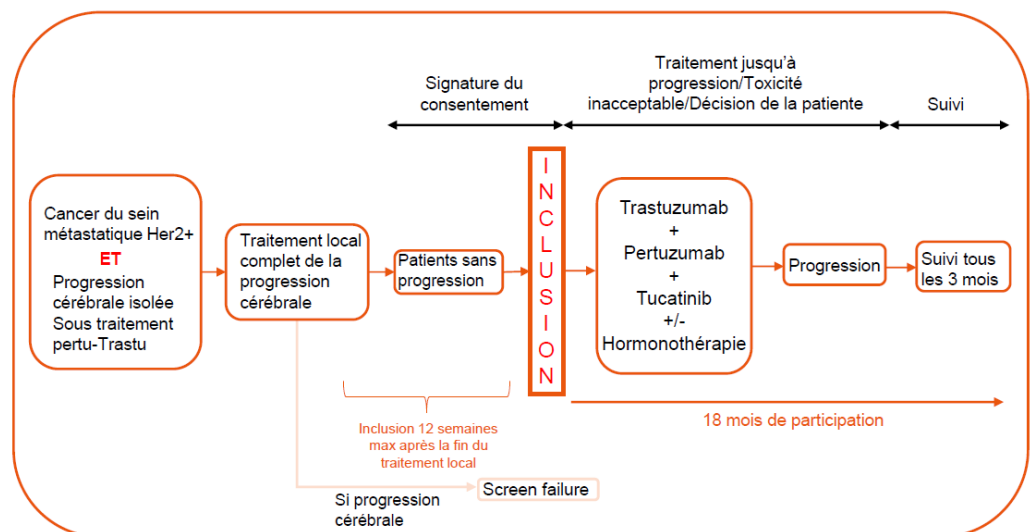 Signature du
consentement
Traitement jusqu'à
progression/Toxicité
inacceptable/Décision de la patiente
Suivi
Cancer du sein
métastatique Her2+
ET
Progression
cérébrale isolée
Sous traitement
pertu-Trastu
Traitement local
complet de la
progression
cérébrale
Patients sans
progression
INCLUSION
Trastuzumab
+
Pertuzumab
+
Tucatinib
+/-
Hormonothérapie
Progression
Suivi tous
les 3 mois
Inclusion 12 semaines
max après la fin du
traitement local
18 mois de participation
Si progression
cérébrale
Screen failure